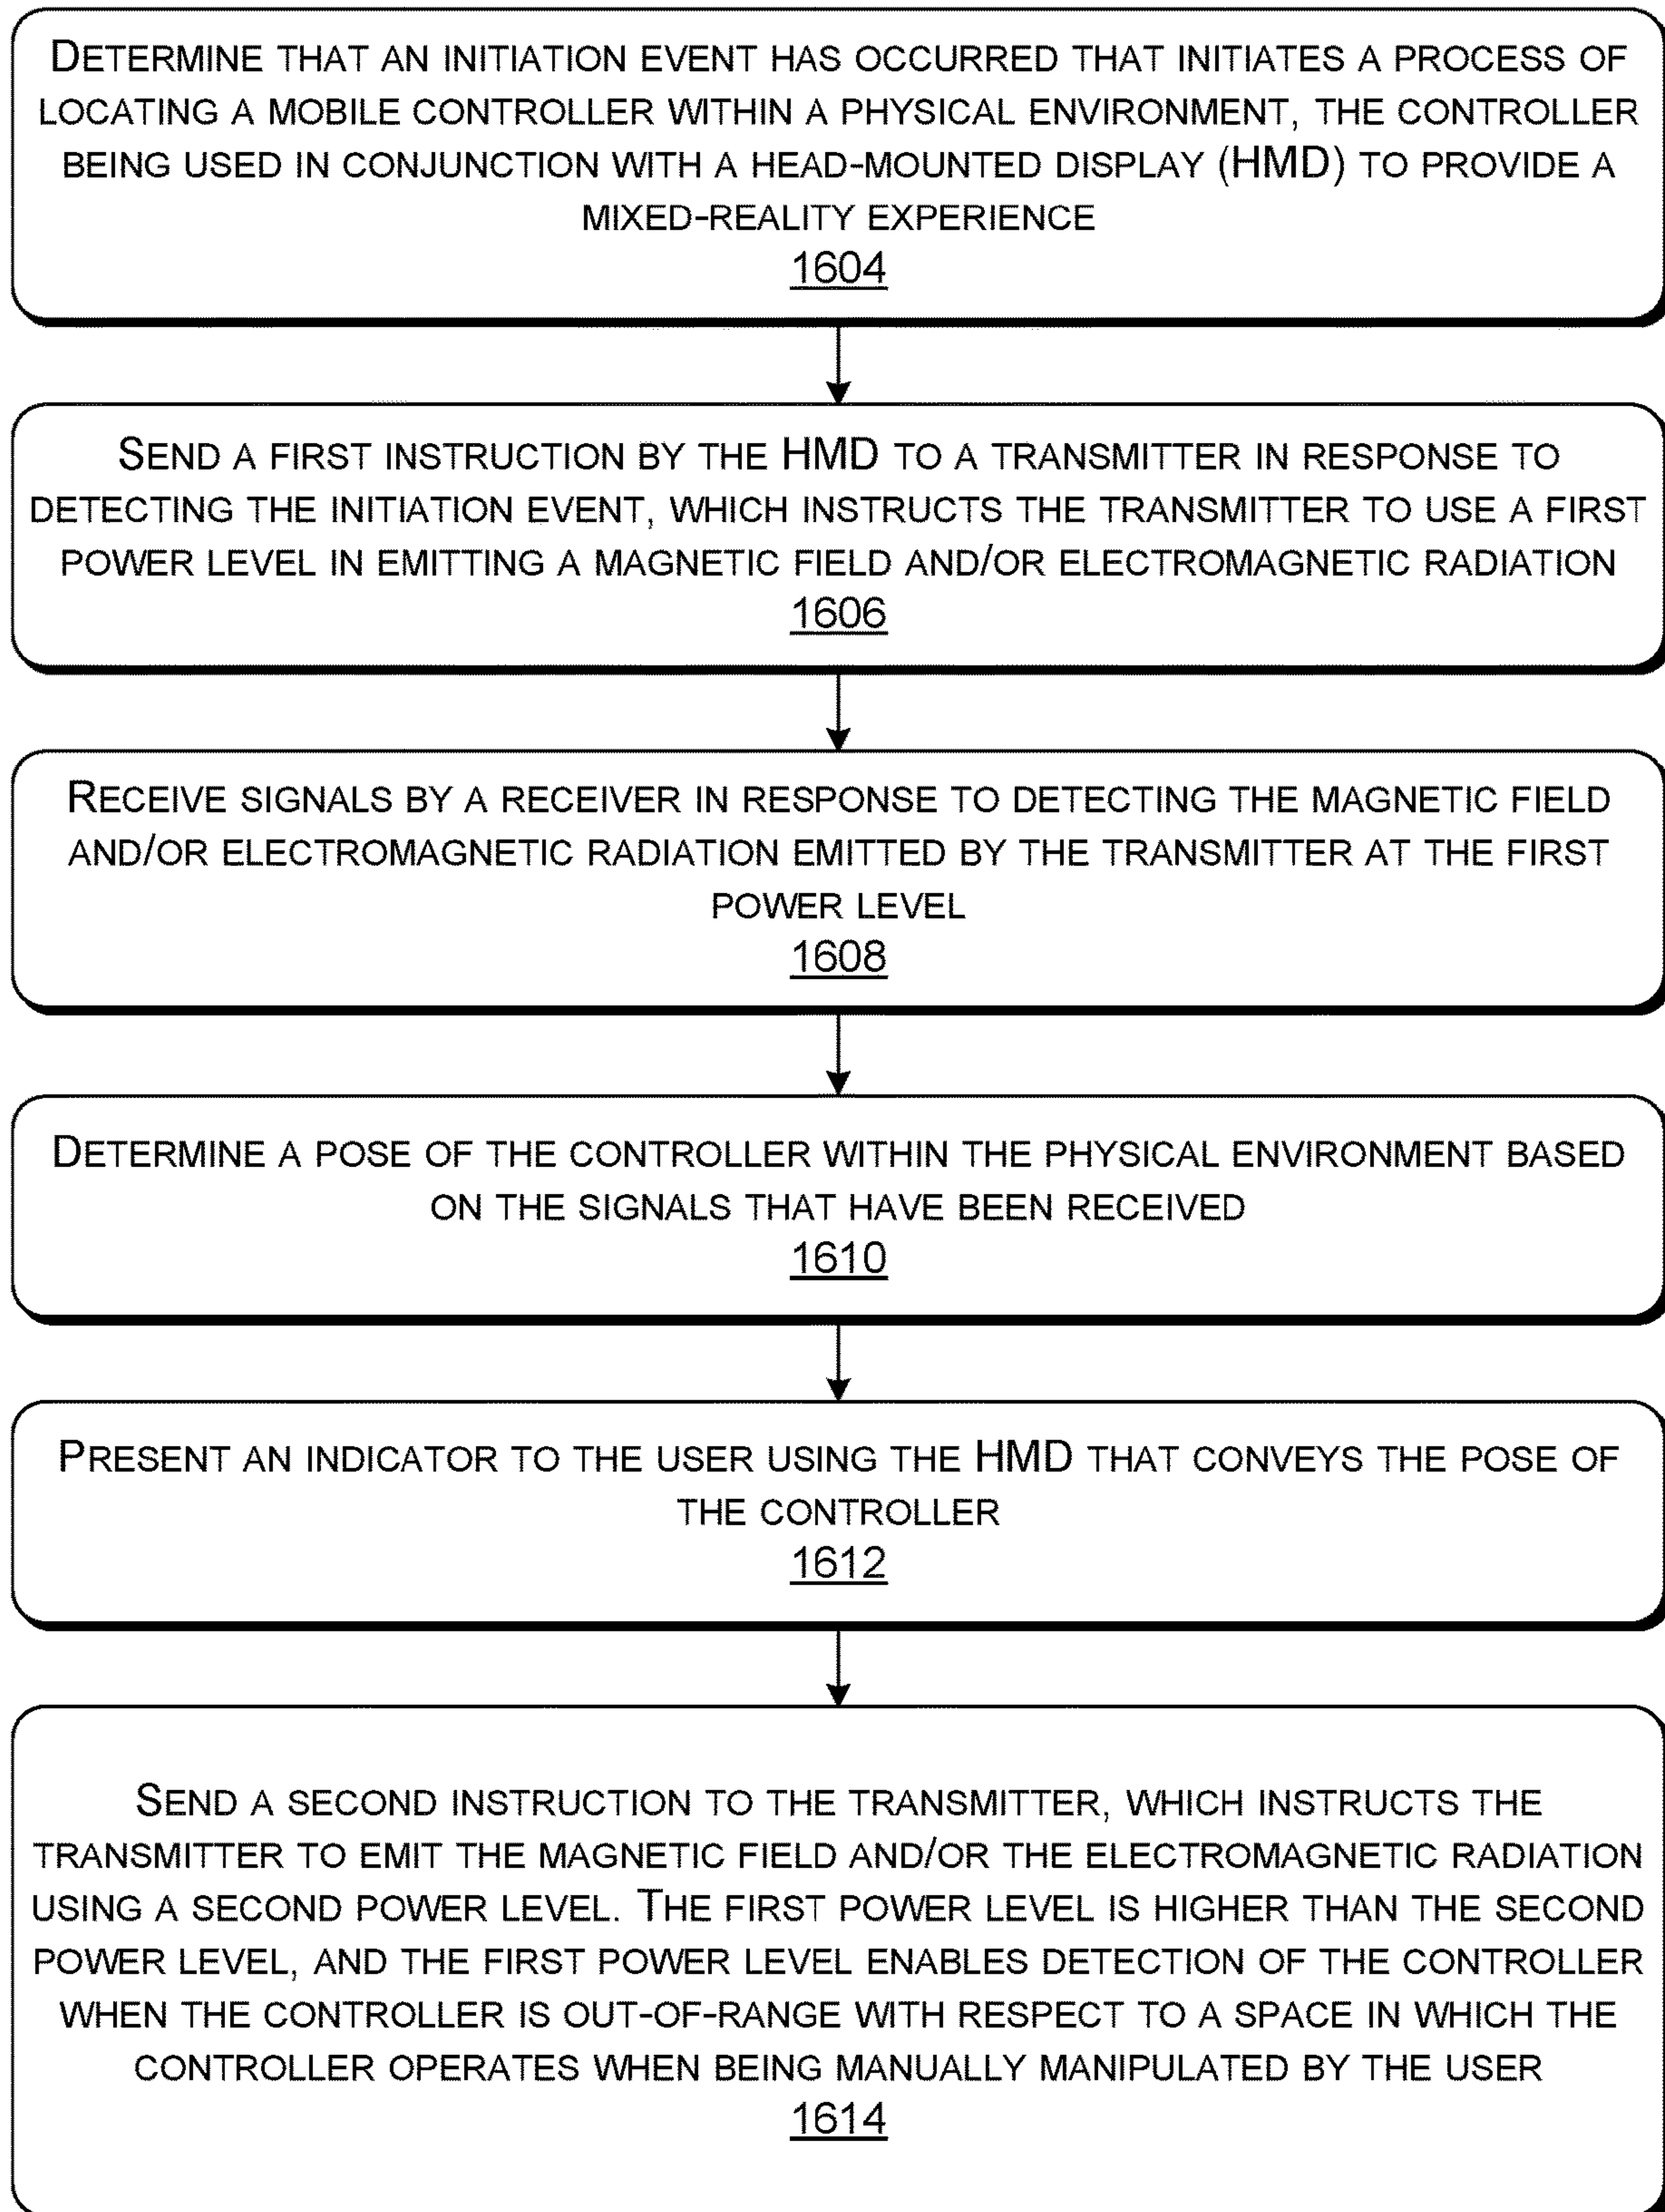 DETERMINE THAT AN INITIATION EVENT HAS OCCURRED THAT INITIATES A PROCESS OF
LOCATING A MOBILE CONTROLLER WITHIN A PHYSICAL ENVIRONMENT, THE CONTROLLER
BEING USED IN CONJUNCTION WITH A HEAD-MOUNTED DISPLAY (HMD) TO PROVIDE A
MIXED-REALITY EXPERIENCE
1604
SEND A FIRST INSTRUCTION BY THE HMD TO A TRANSMITTER IN RESPONSE TO
DETECTING THE INITIATION EVENT, WHICH INSTRUCTS THE TRANSMITTER TO USE A FIRST
POWER LEVEL IN EMITTING A MAGNETIC FIELD AND/OR ELECTROMAGNETIC RADIATION
1606
RECEIVE SIGNALS BY A RECEIVER IN RESPONSE TO DETECTING THE MAGNETIC FIELD
AND/OR ELECTROMAGNETIC RADIATION EMITTED BY THE TRANSMITTER AT THE FIRST
POWER LEVEL
1608
DETERMINE A POSE OF THE CONTROLLER WITHIN THE PHYSICAL ENVIRONMENT BASED
ON THE SIGNALS THAT HAVE BEEN RECEIVED
1610
PRESENT AN INDICATOR TO THE USER USING THE HMD THAT CONVEYS THE POSE OF
THE CONTROLLER
1612
SEND A SECOND INSTRUCTION TO THE TRANSMITTER, WHICH INSTRUCTS THE
TRANSMITTER TO EMIT THE MAGNETIC FIELD AND/OR THE ELECTROMAGNETIC RADIATION
USING A SECOND POWER LEVEL. THE FIRST POWER LEVEL IS HIGHER THAN THE SECOND
POWER LEVEL, AND THE FIRST POWER LEVEL ENABLES DETECTION OF THE CONTROLLER
WHEN THE CONTROLLER IS OUT-OF-RANGE WITH RESPECT TO A SPACE IN WHICH THE
CONTROLLER OPERATES WHEN BEING MANUALLY MANIPULATED BY THE USER
1614